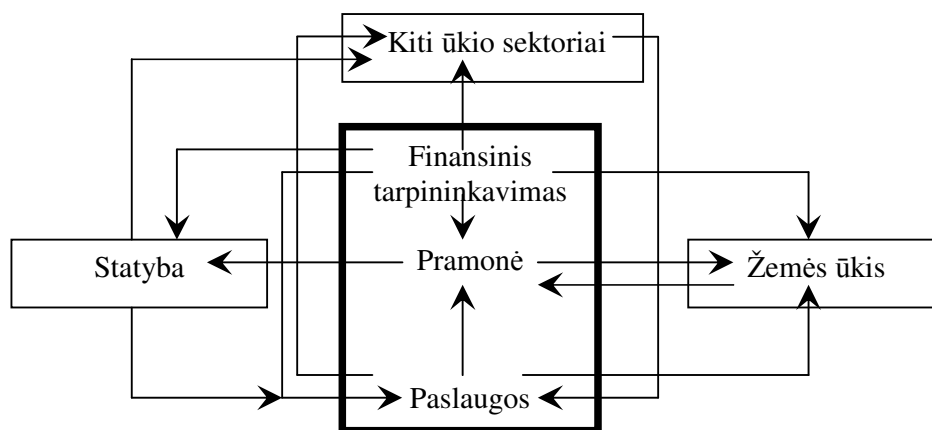 Kiti ūkio sektoriai
Finansinis
tarpininkavimas
Statyba
Pramonė
Žemės ūkis
Paslaugos